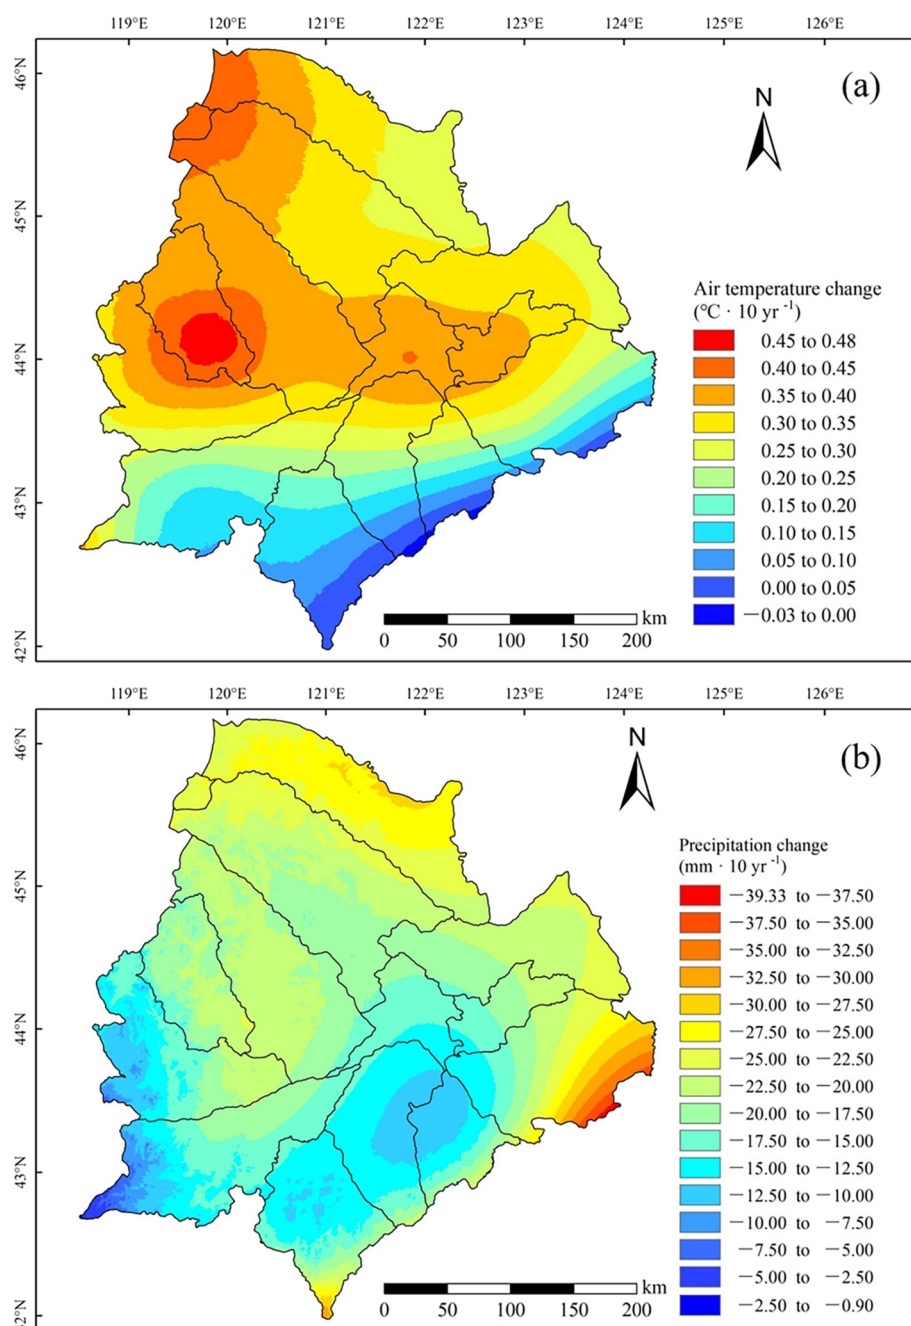 119°E 120°E 121°E 122°E 123°E 124°E 125°E 126°E
46°N
(a)
N
45°N
Air temperature change
(℃ · 10 yr ⁻¹)
0.45 to 0.48
44°N
0.40 to 0.45
0.35 to 0.40
0.30 to 0.35
0.25 to 0.30
0.20 to 0.25
43°N
0.15 to 0.20
0.10 to 0.15
0.05 to 0.10
0.00 to 0.05
−0.03 to 0.00
km
0 50 100 150 200
42°N
119°E 120°E 121°E 122°E 123°E 124°E 125°E 126°E
46°N
N
(b)
Precipitation change
(mm · 10 yr ⁻¹)
45°N
−39.33 to −37.50
−37.50 to −35.00
−35.00 to −32.50
−32.50 to −30.00
−30.00 to −27.50
44°N
−27.50 to −25.00
−25.00 to −22.50
−22.50 to −20.00
−20.00 to −17.50
−17.50 to −15.00
43°N
−15.00 to −12.50
−12.50 to −10.00
−10.00 to −7.50
−7.50 to −5.00
−5.00 to −2.50
−2.50 to −0.90
km
0 50 100 150 200
42°N